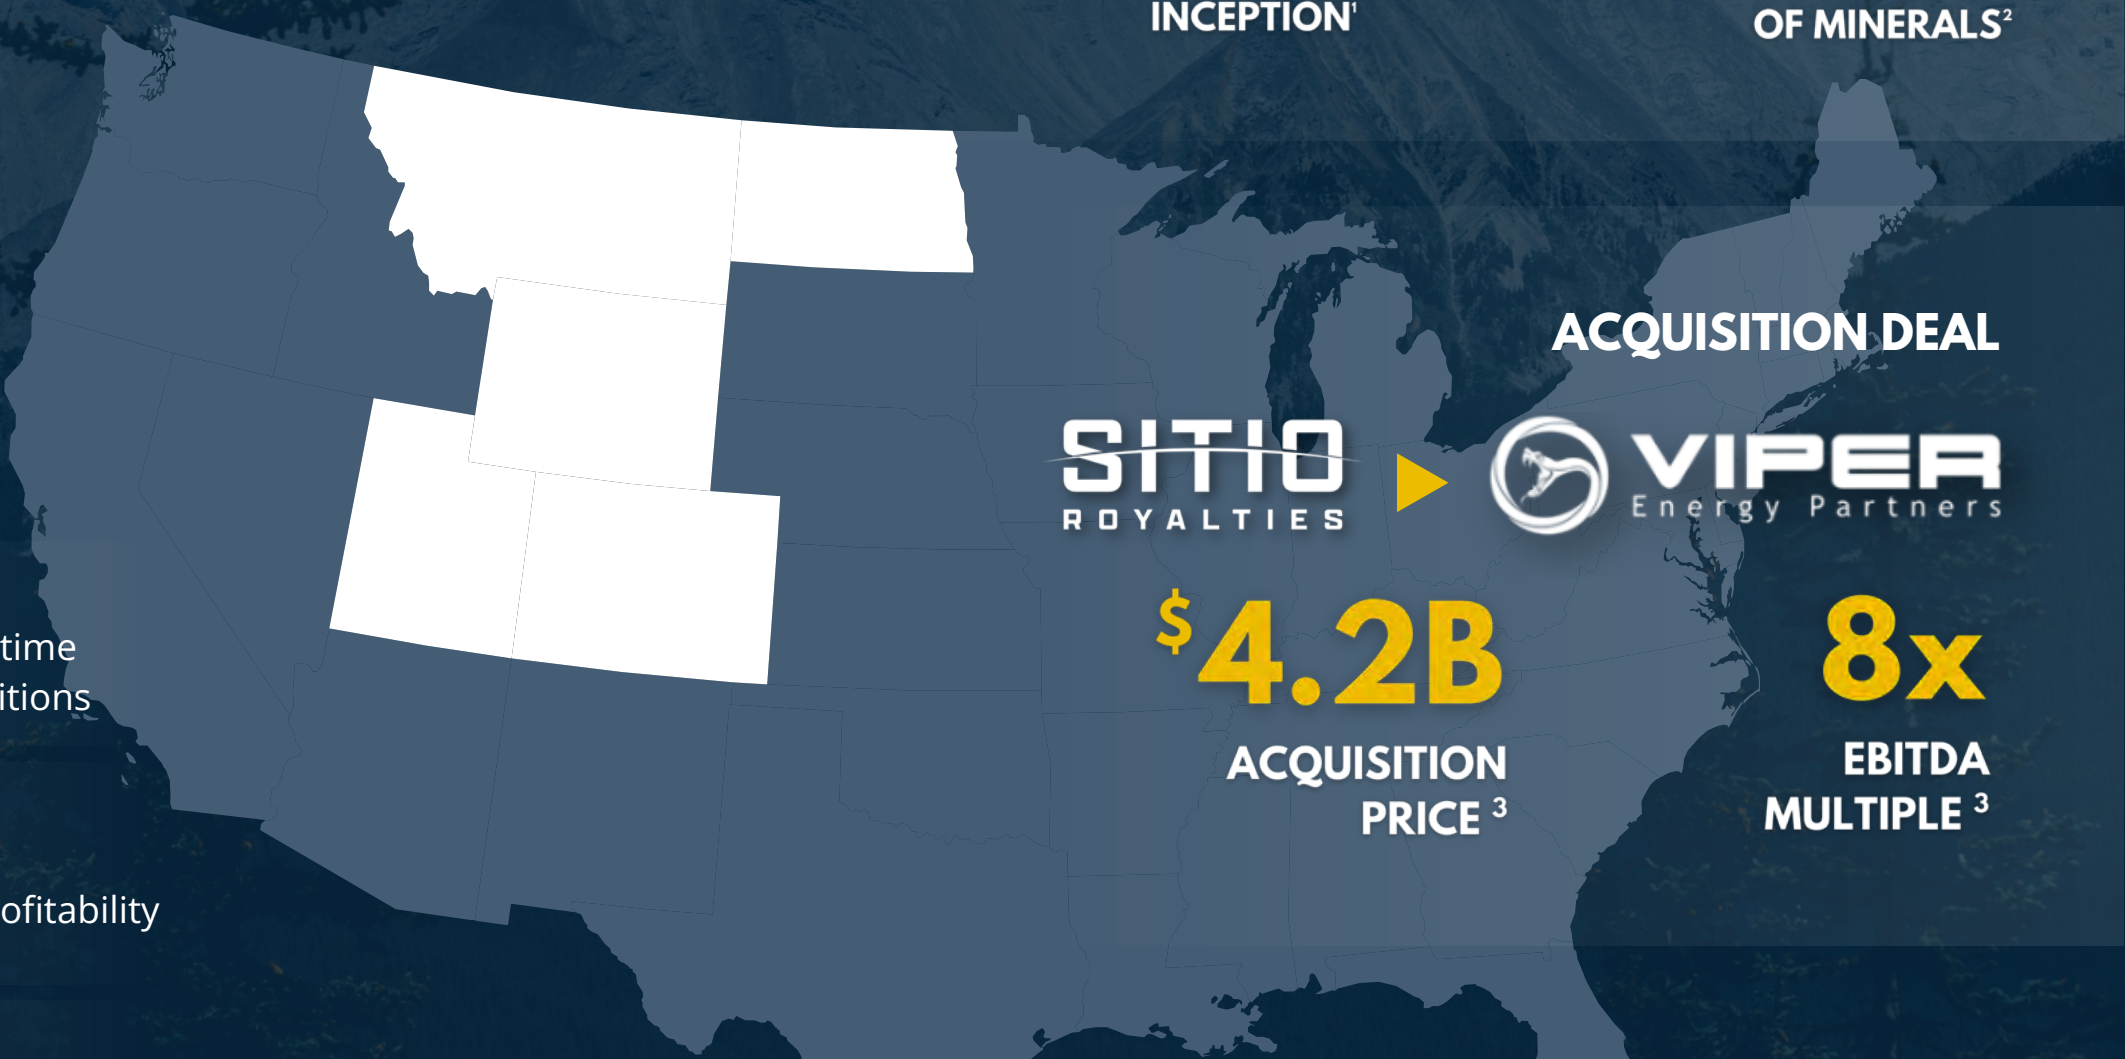 INCEPTION¹
OF MINERALS²
ACQUISITION DEAL
SITIO
ROYALTIES
VIPER
Energy Partners
$4.2B
ACQUISITION
PRICE ³
8x
EBITDA
MULTIPLE ³
time
itions
ofitability